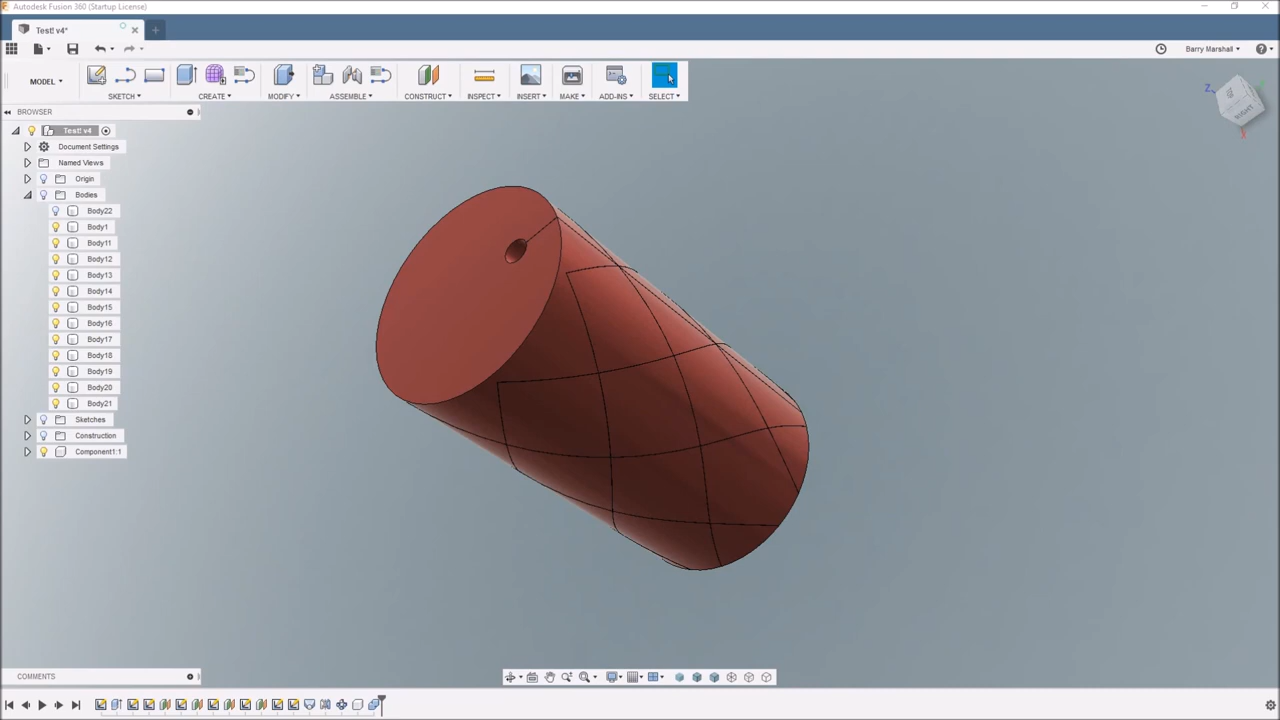 Autodesk Fusion 360 (Startup License)
Test! v4*
Barry Marshall
MODEL
SKETCH
CREATE
MODIFY
ASSEMBLE
CONSTRUCT
INSPECT
INSERT
MAKE
ADD-INS
SELECT
BROWSER
Test! v4
Document Settings
Named Views
Origin
Bodies
Body22
Body1
Body11
Body12
Body13
Body14
Body15
Body16
Body17
Body18
Body19
Body20
Body21
Sketches
Construction
Component1:1
Z
RIGHT
X
COMMENTS